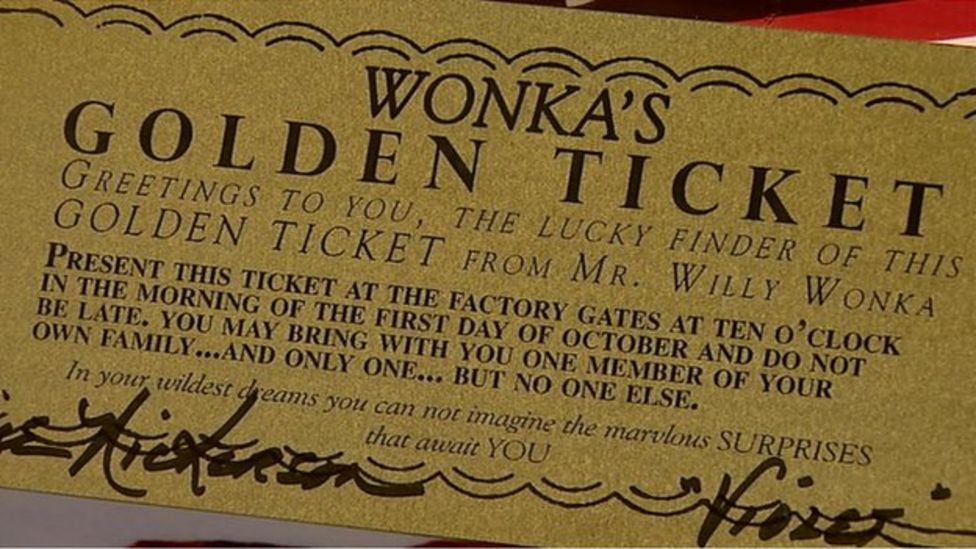 WONKA'S
GOLDEN TICKET
GREETINGS TO YOU, THE LUCKY FINDER OF THIS
GOLDEN TICKET FROM MR. WILLY WONKA
PRESENT THIS TICKET AT THE FACTORY GATES AT TEN O'CLOCK
IN THE MORNING OF THE FIRST DAY OF OCTOBER AND DO NOT
BE LATE. YOU MAY BRING WITH YOU ONE MEMBER OF YOUR
OWN FAMILY...AND ONLY ONE... BUT NO ONE ELSE.
In your wildest dreams you can not imagine the marvlous SURPRISES
that await YOU
Nickerson